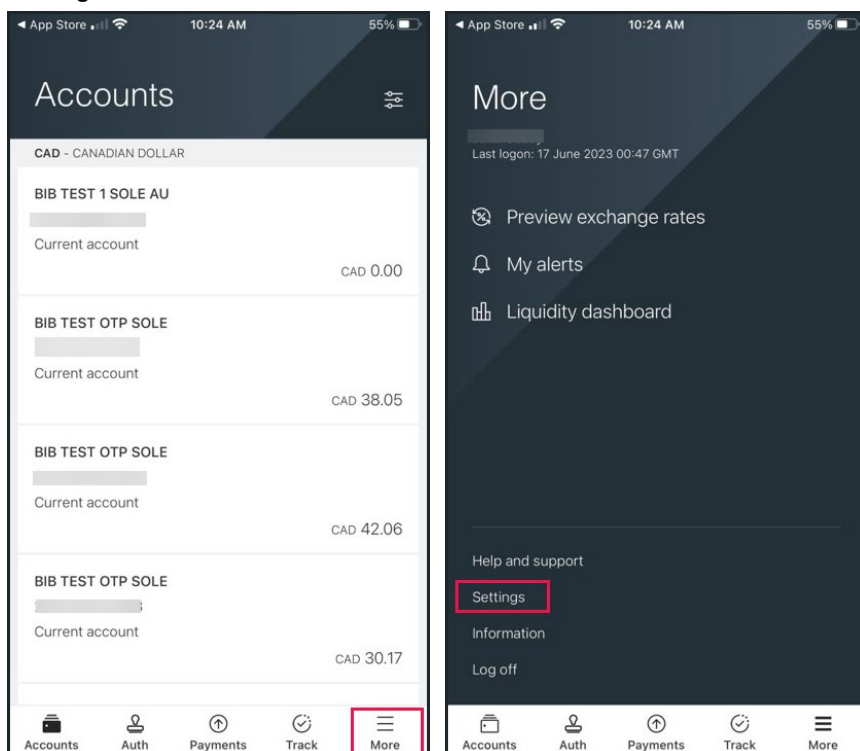 App Store 10:24 AM 55%
Accounts
CAD - CANADIAN DOLLAR
BIB TEST 1 SOLE AU
Current account
CAD 0.00
BIB TEST OTP SOLE
Current account
CAD 38.05
BIB TEST OTP SOLE
Current account
CAD 42.06
BIB TEST OTP SOLE
Current account
CAD 30.17
Accounts Auth Payments Track More
App Store 10:24 AM 55%
More
Last logon: 17 June 2023 00:47 GMT
Preview exchange rates
My alerts
Liquidity dashboard
Help and support
Settings
Information
Log off
Accounts Auth Payments Track More